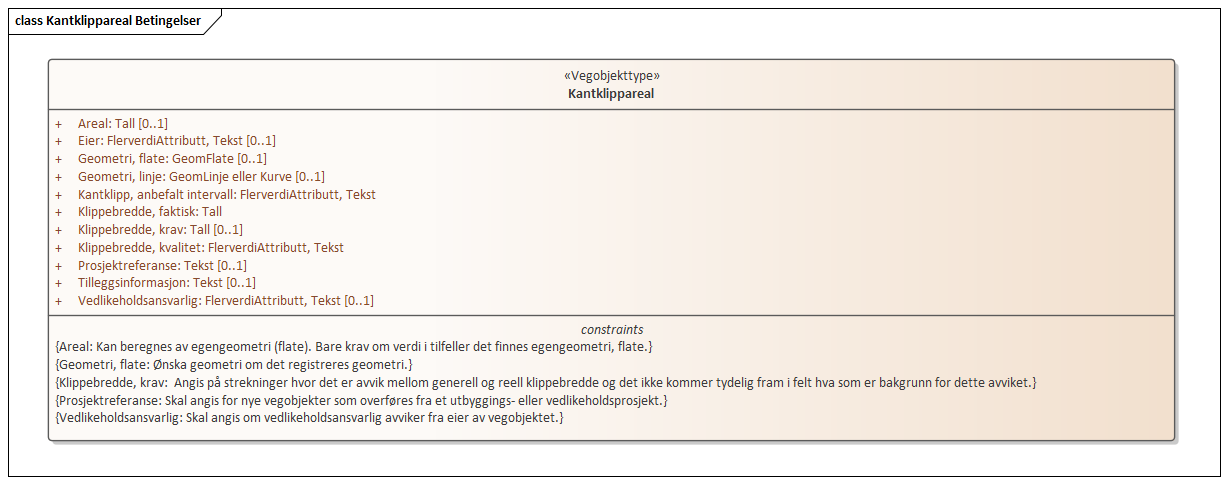 class Kantklippareal Betingelser
«Vegobjekttype»
Kantklippareal
+ Areal: Tall [0..1]
+ Eier: FlerverdiAttributt, Tekst [0..1]
+ Geometri, flate: GeomFlate [0..1]
+ Geometri, linje: GeomLinje eller Kurve [0..1]
+ Kantklipp, anbefalt intervall: FlerverdiAttributt, Tekst
+ Klippebredde, faktisk: Tall
+ Klippebredde, krav: Tall [0..1]
+ Klippebredde, kvalitet: FlerverdiAttributt, Tekst
+ Prosjektreferanse: Tekst [0..1]
+ Tilleggsinformasjon: Tekst [0..1]
+ Vedlikeholdsansvarlig: FlerverdiAttributt, Tekst [0..1]
constraints
{Areal: Kan beregnes av egengeometri (flate). Bare krav om verdi i tilfeller det finnes egengeometri, flate.}
{Geometri, flate: Ønska geometri om det registreres geometri.}
{Klippebredde, krav:  Angis på strekninger hvor det er avvik mellom generell og reell klippebredde og det ikke kommer tydelig fram i felt hva som er bakgrunn for dette avviket.}
{Prosjektreferanse: Skal angis for nye vegobjekter som overføres fra et utbyggings- eller vedlikeholdsprosjekt.}
{Vedlikeholdsansvarlig: Skal angis om vedlikeholdsansvarlig avviker fra eier av vegobjektet.}